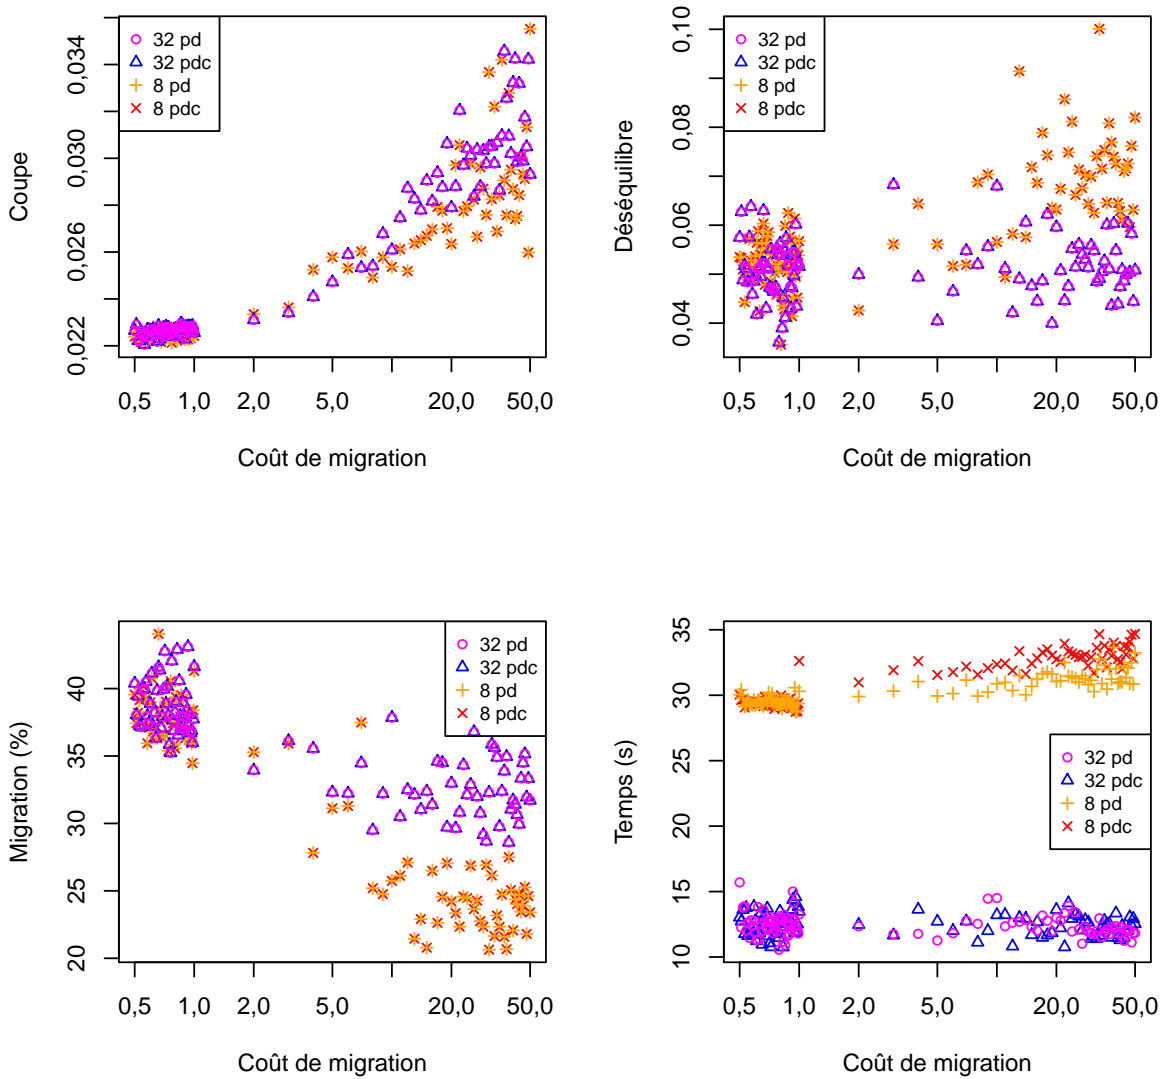 Coupe
0,022
0,026
0,030
0,034
32 pd
32 pdc
8 pd
8 pdc
0,5
1,0
2,0
5,0
20,0
50,0
Coût de migration
Déséquilibre
0,04
0,06
0,08
0,10
32 pd
32 pdc
8 pd
8 pdc
0,5
1,0
2,0
5,0
20,0
50,0
Coût de migration
Migration (%)
20
25
30
35
40
32 pd
32 pdc
8 pd
8 pdc
0,5
1,0
2,0
5,0
20,0
50,0
Coût de migration
Temps (s)
10
15
20
25
30
35
32 pd
32 pdc
8 pd
8 pdc
0,5
1,0
2,0
5,0
20,0
50,0
Coût de migration